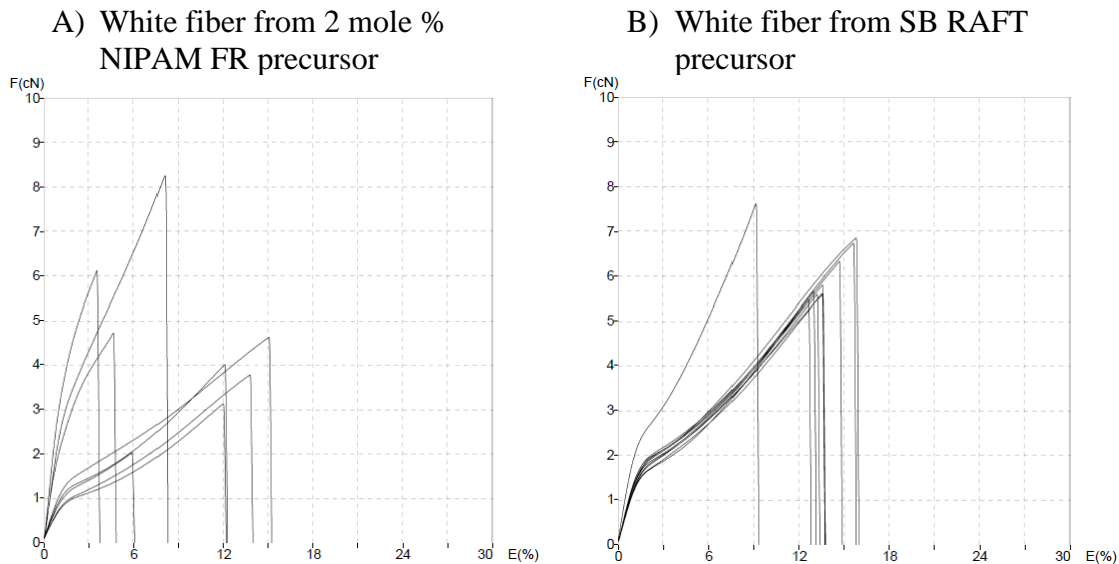 A) White fiber from 2 mole %
NIPAM FR precursor
F(cN)
10
9
8
7
6
5
4
3
2
1
0
0 6 12 18 24 30 E(%)
B) White fiber from SB RAFT
precursor
F(cN)
10
9
8
7
6
5
4
3
2
1
0
0 6 12 18 24 30 E(%)